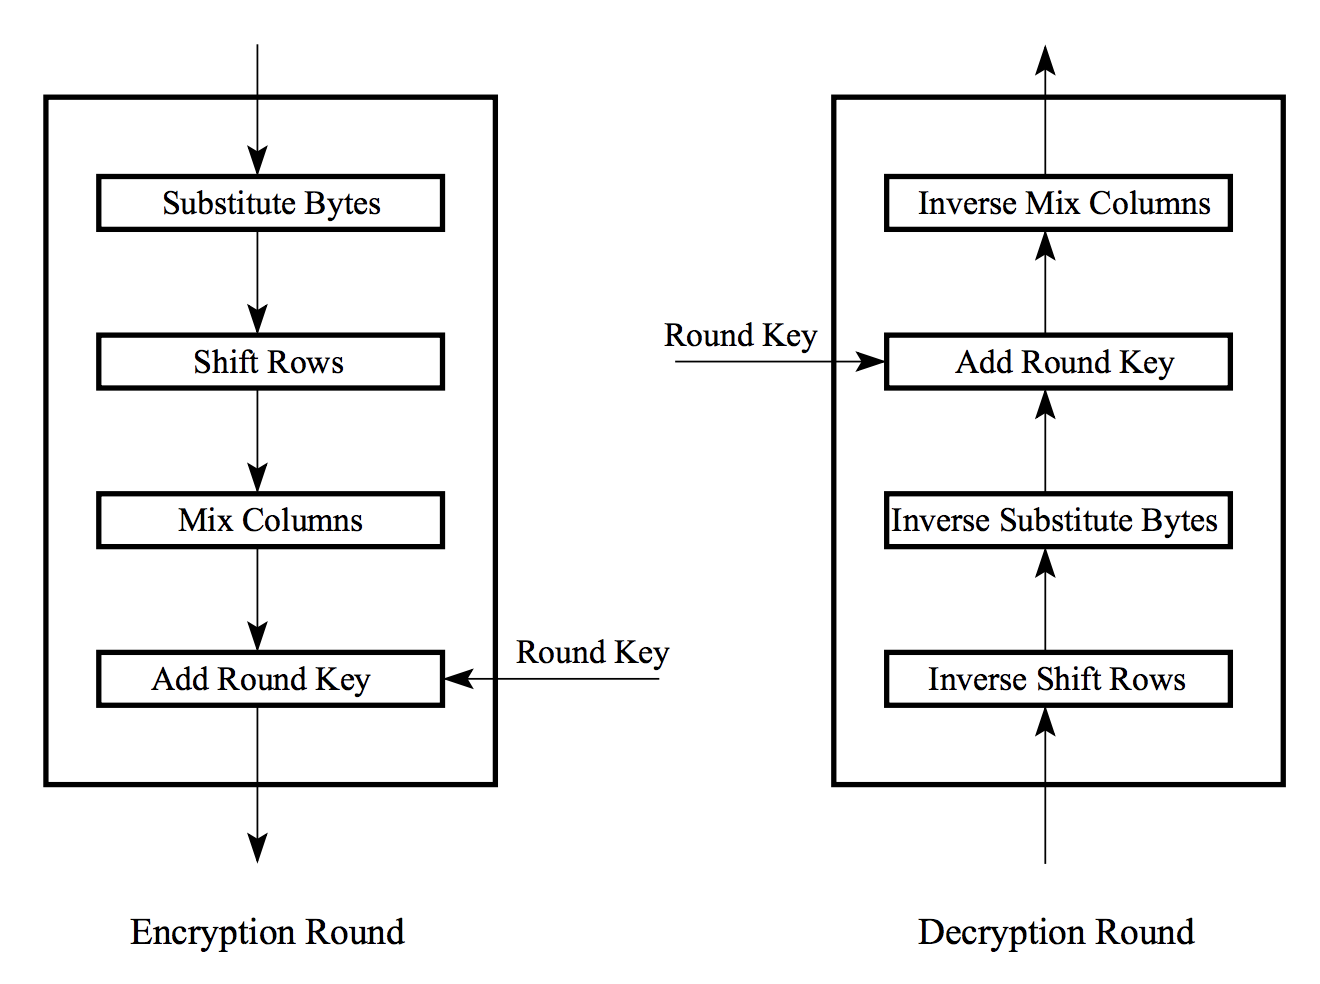 Substitute Bytes
Shift Rows
Mix Columns
Add Round Key
Round Key
Encryption Round
Inverse Mix Columns
Round Key
Add Round Key
Inverse Substitute Bytes
Inverse Shift Rows
Decryption Round